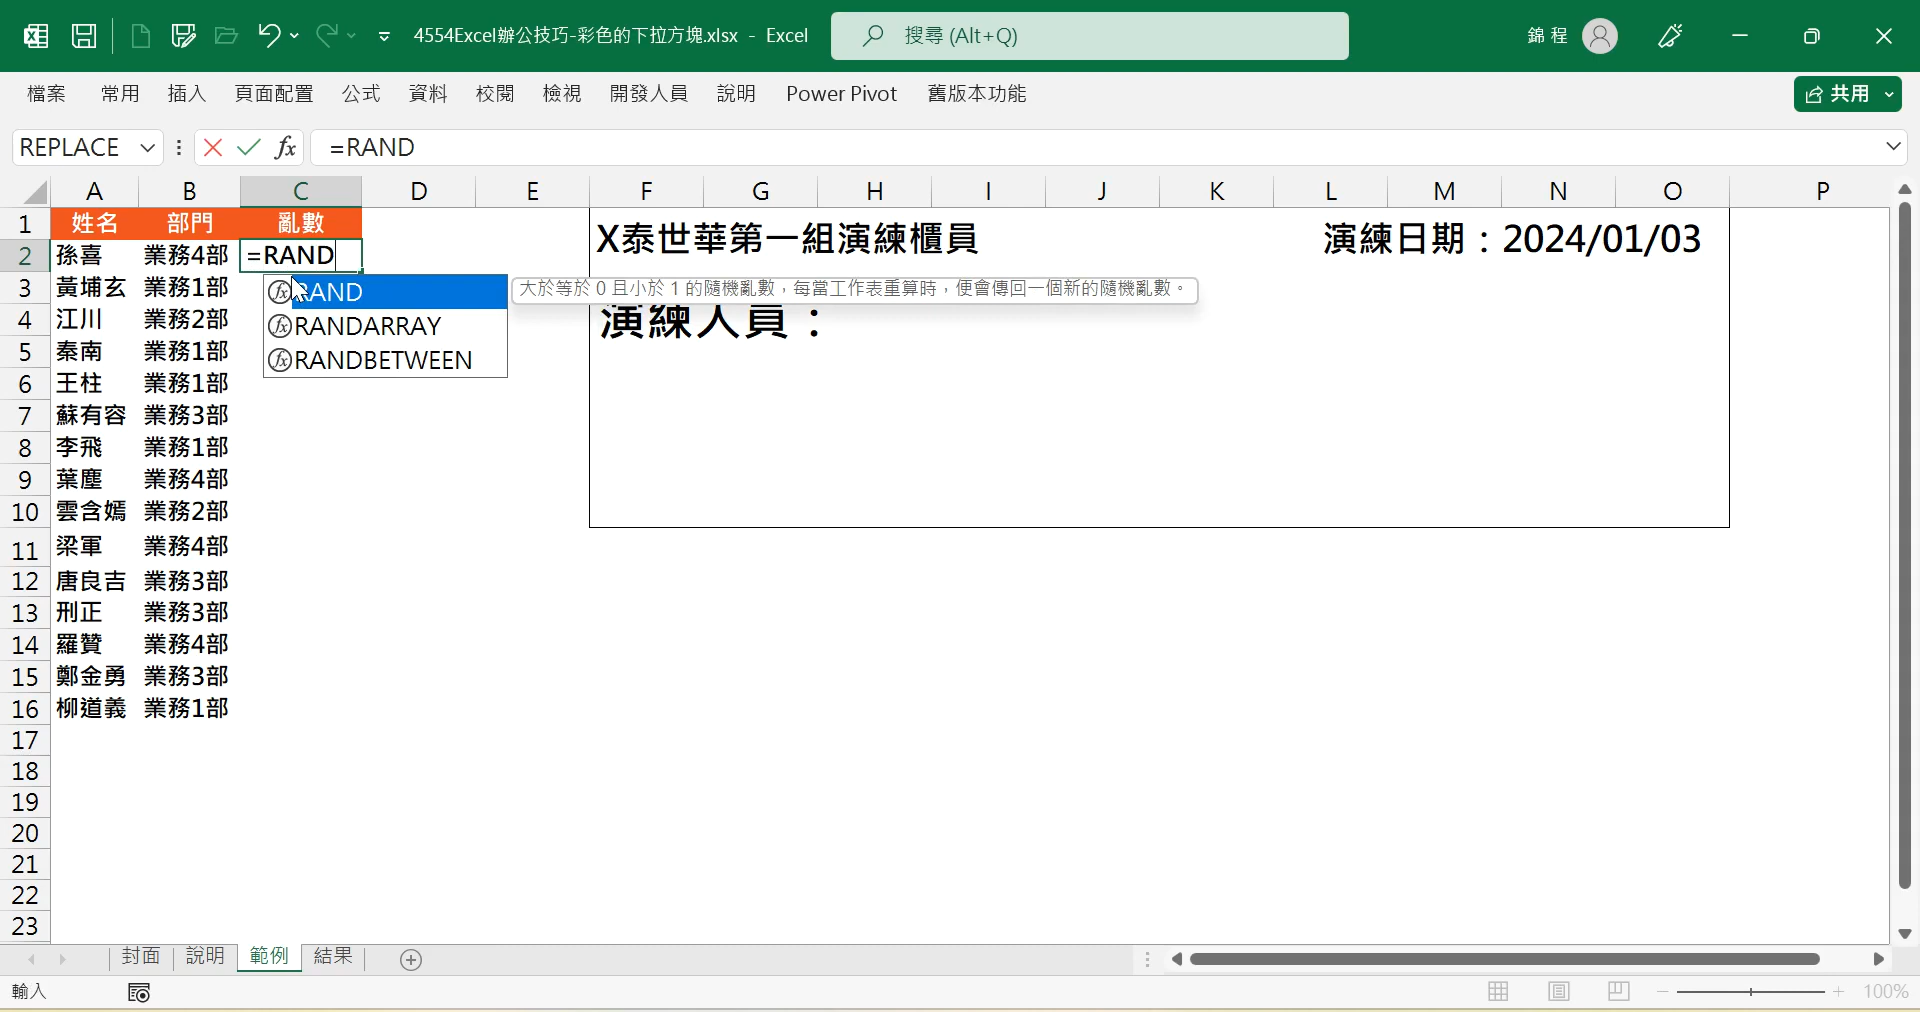 4554Excel辦公技巧-彩色的下拉方塊.xlsx - Excel
搜尋 (Alt+Q)
錦 程
檔案 常用 插入 頁面配置 公式 資料 校閱 檢視 開發人員 說明 Power Pivot 舊版本功能
共用
REPLACE
fx
=RAND
A B C D E F G H I J K L M N O P
1 姓名 部門 亂數
X泰世華第一組演練櫃員 演練日期：2024/01/03
2 孫喜 業務4部 =RAND
RAND
大於等於 0 且小於 1 的隨機亂數，每當工作表重算時，便會傳回一個新的隨機亂數。
RANDARRAY
RANDBETWEEN
演練人員：
3 黃埔玄 業務1部
4 江川 業務2部
5 秦南 業務1部
6 王柱 業務1部
7 蘇有容 業務3部
8 李飛 業務1部
9 葉塵 業務4部
10 雲含嫣 業務2部
11 梁軍 業務4部
12 唐良吉 業務3部
13 刑正 業務3部
14 羅贊 業務4部
15 鄭金勇 業務3部
16 柳道義 業務1部
17
18
19
20
21
22
23
封面 說明 範例 結果
輸入
100%